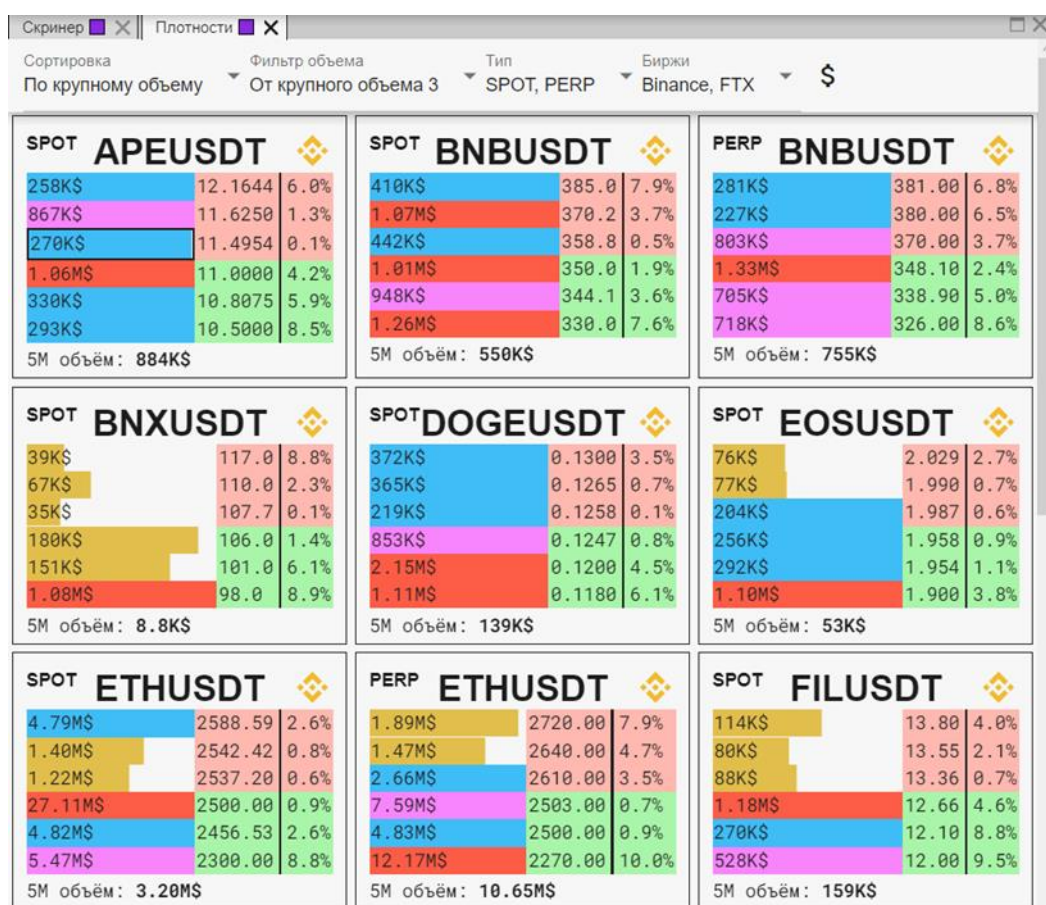 Скринер
Плотности
Сортировка
По крупному объему
Фильтр объема
От крупного объема 3
Тип
SPOT, PERP
Биржи
Binance, FTX
$
SPOT APEUSDT
258K$ 12.1644 6.0%
867K$ 11.6250 1.3%
270K$ 11.4954 0.1%
1.06M$ 11.0000 4.2%
330K$ 10.8075 5.9%
293K$ 10.5000 8.5%
5M объём: 884K$
SPOT BNBUSDT
410K$ 385.0 7.9%
1.07M$ 370.2 3.7%
442K$ 358.8 0.5%
1.01M$ 350.0 1.9%
948K$ 344.1 3.6%
1.26M$ 330.0 7.6%
5M объём: 550K$
PERP BNBUSDT
281K$ 381.00 6.8%
227K$ 380.00 6.5%
803K$ 370.00 3.7%
1.33M$ 348.10 2.4%
705K$ 338.90 5.0%
718K$ 326.00 8.6%
5M объём: 755K$
SPOT BNXUSDT
39K$ 117.0 8.8%
67K$ 110.0 2.3%
35K$ 107.7 0.1%
180K$ 106.0 1.4%
151K$ 101.0 6.1%
1.08M$ 98.0 8.9%
5M объём: 8.8K$
SPOT DOGEUSDT
372K$ 0.1300 3.5%
365K$ 0.1265 0.7%
219K$ 0.1258 0.1%
853K$ 0.1247 0.8%
2.15M$ 0.1200 4.5%
1.11M$ 0.1180 6.1%
5M объём: 139K$
SPOT EOSUSDT
76K$ 2.029 2.7%
77K$ 1.990 0.7%
204K$ 1.987 0.6%
256K$ 1.958 0.9%
292K$ 1.954 1.1%
1.10M$ 1.900 3.8%
5M объём: 53K$
SPOT ETHUSDT
4.79M$ 2588.59 2.6%
1.40M$ 2542.42 0.8%
1.22M$ 2537.20 0.6%
27.11M$ 2500.00 0.9%
4.82M$ 2456.53 2.6%
5.47M$ 2300.00 8.8%
5M объём: 3.20M$
PERP ETHUSDT
1.89M$ 2720.00 7.9%
1.47M$ 2640.00 4.7%
2.66M$ 2610.00 3.5%
7.59M$ 2503.00 0.7%
4.83M$ 2500.00 0.9%
12.17M$ 2270.00 10.0%
5M объём: 10.65M$
SPOT FILUSDT
114K$ 13.80 4.0%
80K$ 13.55 2.1%
88K$ 13.36 0.7%
1.18M$ 12.66 4.6%
270K$ 12.10 8.8%
528K$ 12.00 9.5%
5M объём: 159K$